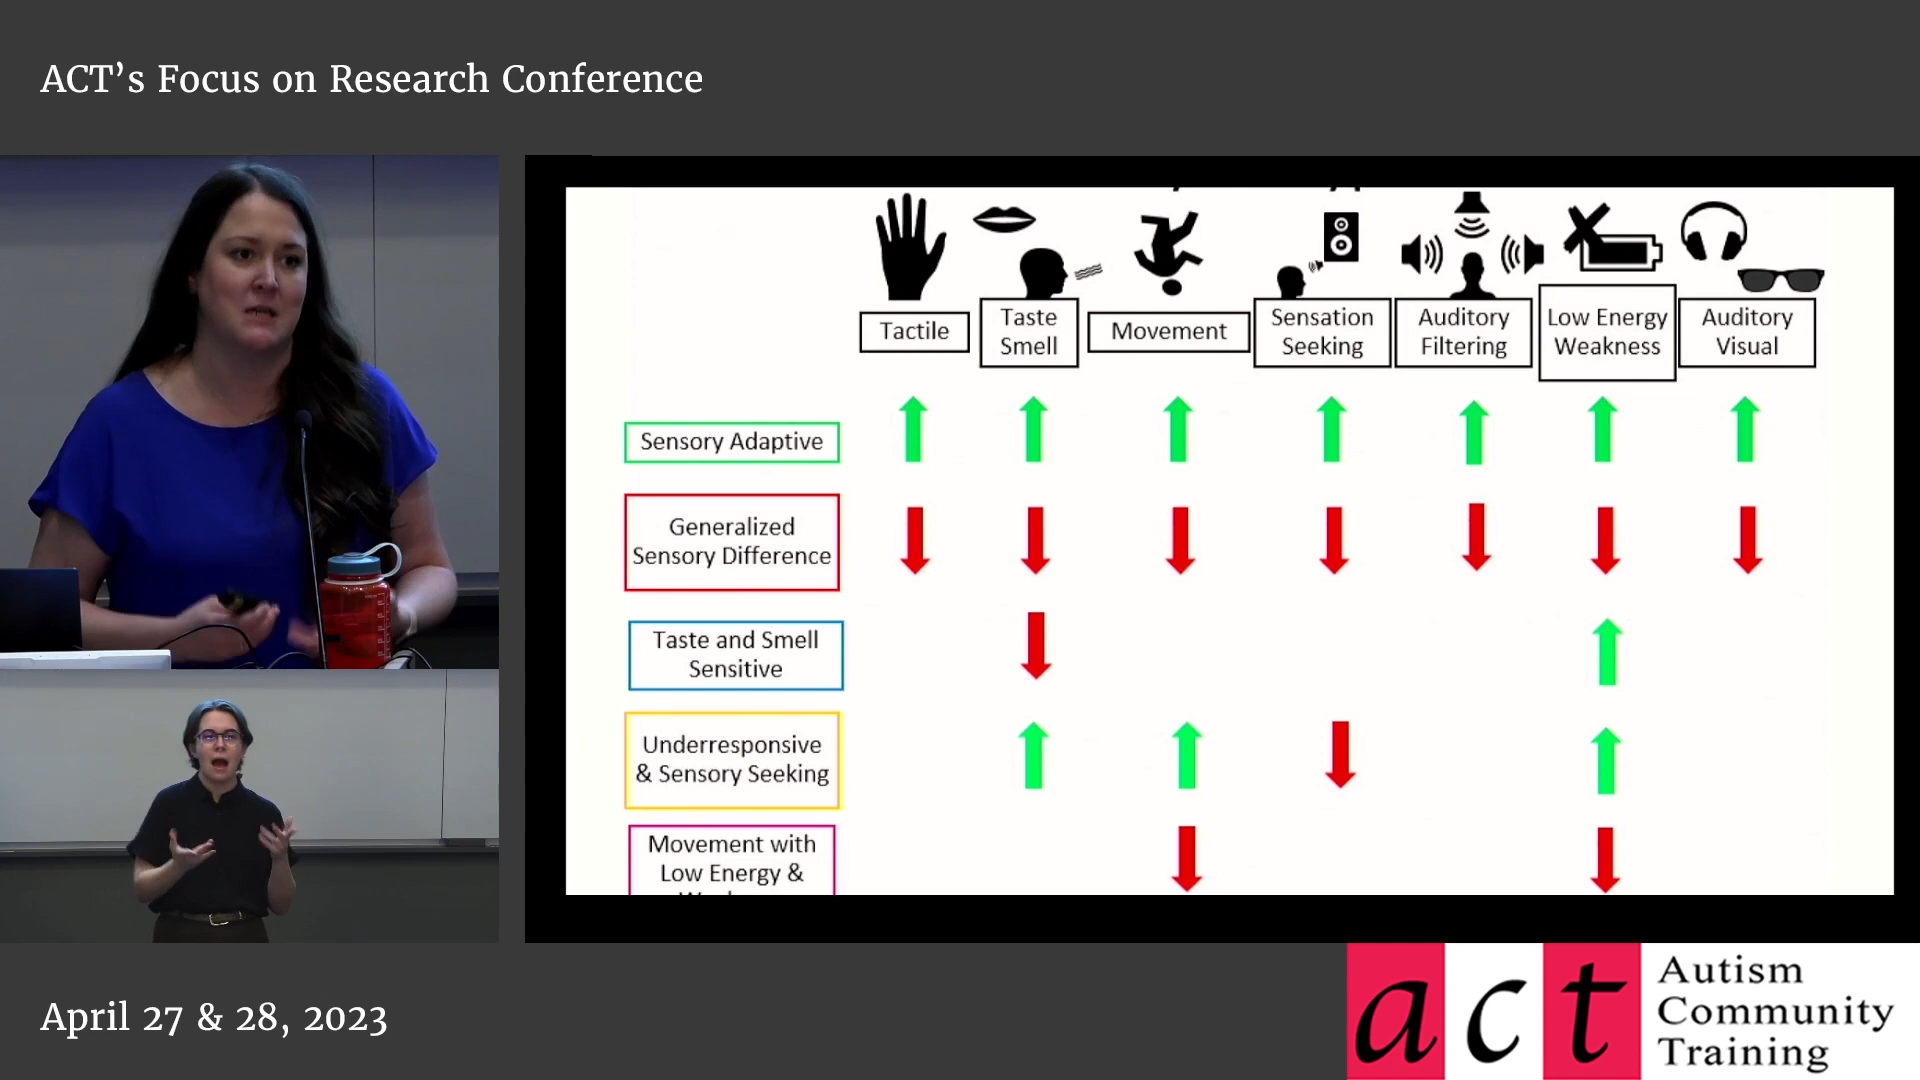 ACT's Focus on Research Conference
Tactile
Taste
Smell
Movement
Sensation
Seeking
Auditory
Filtering
Low Energy
Weakness
Auditory
Visual
Sensory Adaptive
Generalized
Sensory Difference
Taste and Smell
Sensitive
Underresponsive
& Sensory Seeking
Movement with
Low Energy &
April 27 & 28, 2023
act
Autism
Community
Training